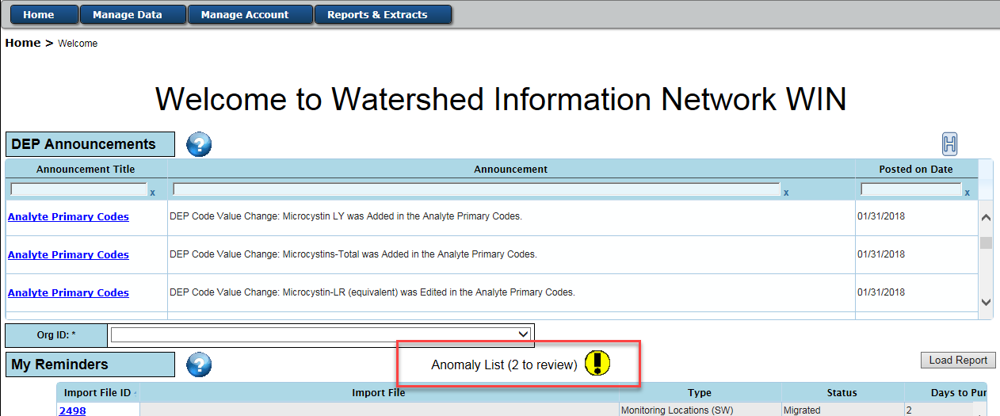 Home Manage Data Manage Account Reports & Extracts
Home > Welcome
Welcome to Watershed Information Network WIN
DEP Announcements ? H
Announcement Title Announcement Posted on Date
x x x
Analyte Primary Codes DEP Code Value Change: Microcystin LY was Added in the Analyte Primary Codes. 01/31/2018
Analyte Primary Codes DEP Code Value Change: Microcystins-Total was Added in the Analyte Primary Codes. 01/31/2018
Analyte Primary Codes DEP Code Value Change: Microcystin-LR (equivalent) was Edited in the Analyte Primary Codes. 01/31/2018
Org ID: *
My Reminders ? Anomaly List (2 to review) ! Load Report
Import File ID Import File Type Status Days to Pur
2498 Monitoring Locations (SW) Migrated 2